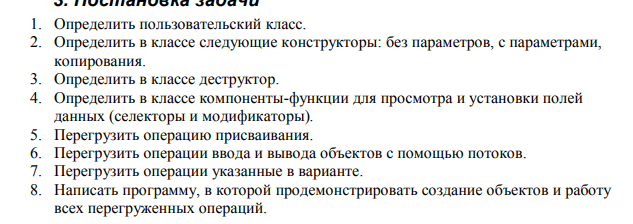 3. Постановка задачи
1. Определить пользовательский класс.
2. Определить в классе следующие конструкторы: без параметров, с параметрами,
копирования.
3. Определить в классе деструктор.
4. Определить в классе компоненты-функции для просмотра и установки полей
данных (селекторы и модификаторы).
5. Перегрузить операцию присваивания.
6. Перегрузить операции ввода и вывода объектов с помощью потоков.
7. Перегрузить операции указанные в варианте.
8. Написать программу, в которой продемонстрировать создание объектов и работу
всех перегруженных операций.